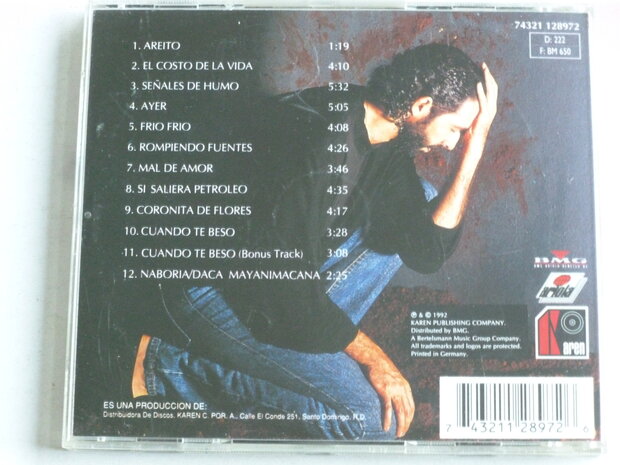 74321 128972
D: 222
F: BM 650
1. AREITO 1:19
2. EL COSTO DE LA VIDA 4:10
3. SEÑALES DE HUMO 5:32
4. AYER 5:05
5. FRIO FRIO 4:08
6. ROMPIENDO FUENTES 4:26
7. MAL DE AMOR 3:46
8. SI SALIERA PETROLEO 4:35
9. CORONITA DE FLORES 4:17
10. CUANDO TE BESO 3:28
11. CUANDO TE BESO (Bonus Track) 3:08
12. NABORIA/DACA MAYANIMACANA 2:25
BMG
BMG ARIOLA BENELUX BV
ariola
Karen
℗ & © 1992
KAREN PUBLISHING COMPANY.
Distributed by BMG.
A Bertelsmann Music Group Company.
All trademarks and logos are protected.
Printed in Germany.
ES UNA PRODUCCION DE:
Distribuidora De Discos. KAREN C. POR. A., Calle El Conde 251, Santo Domingo, R.D.
7 43211 28972 6